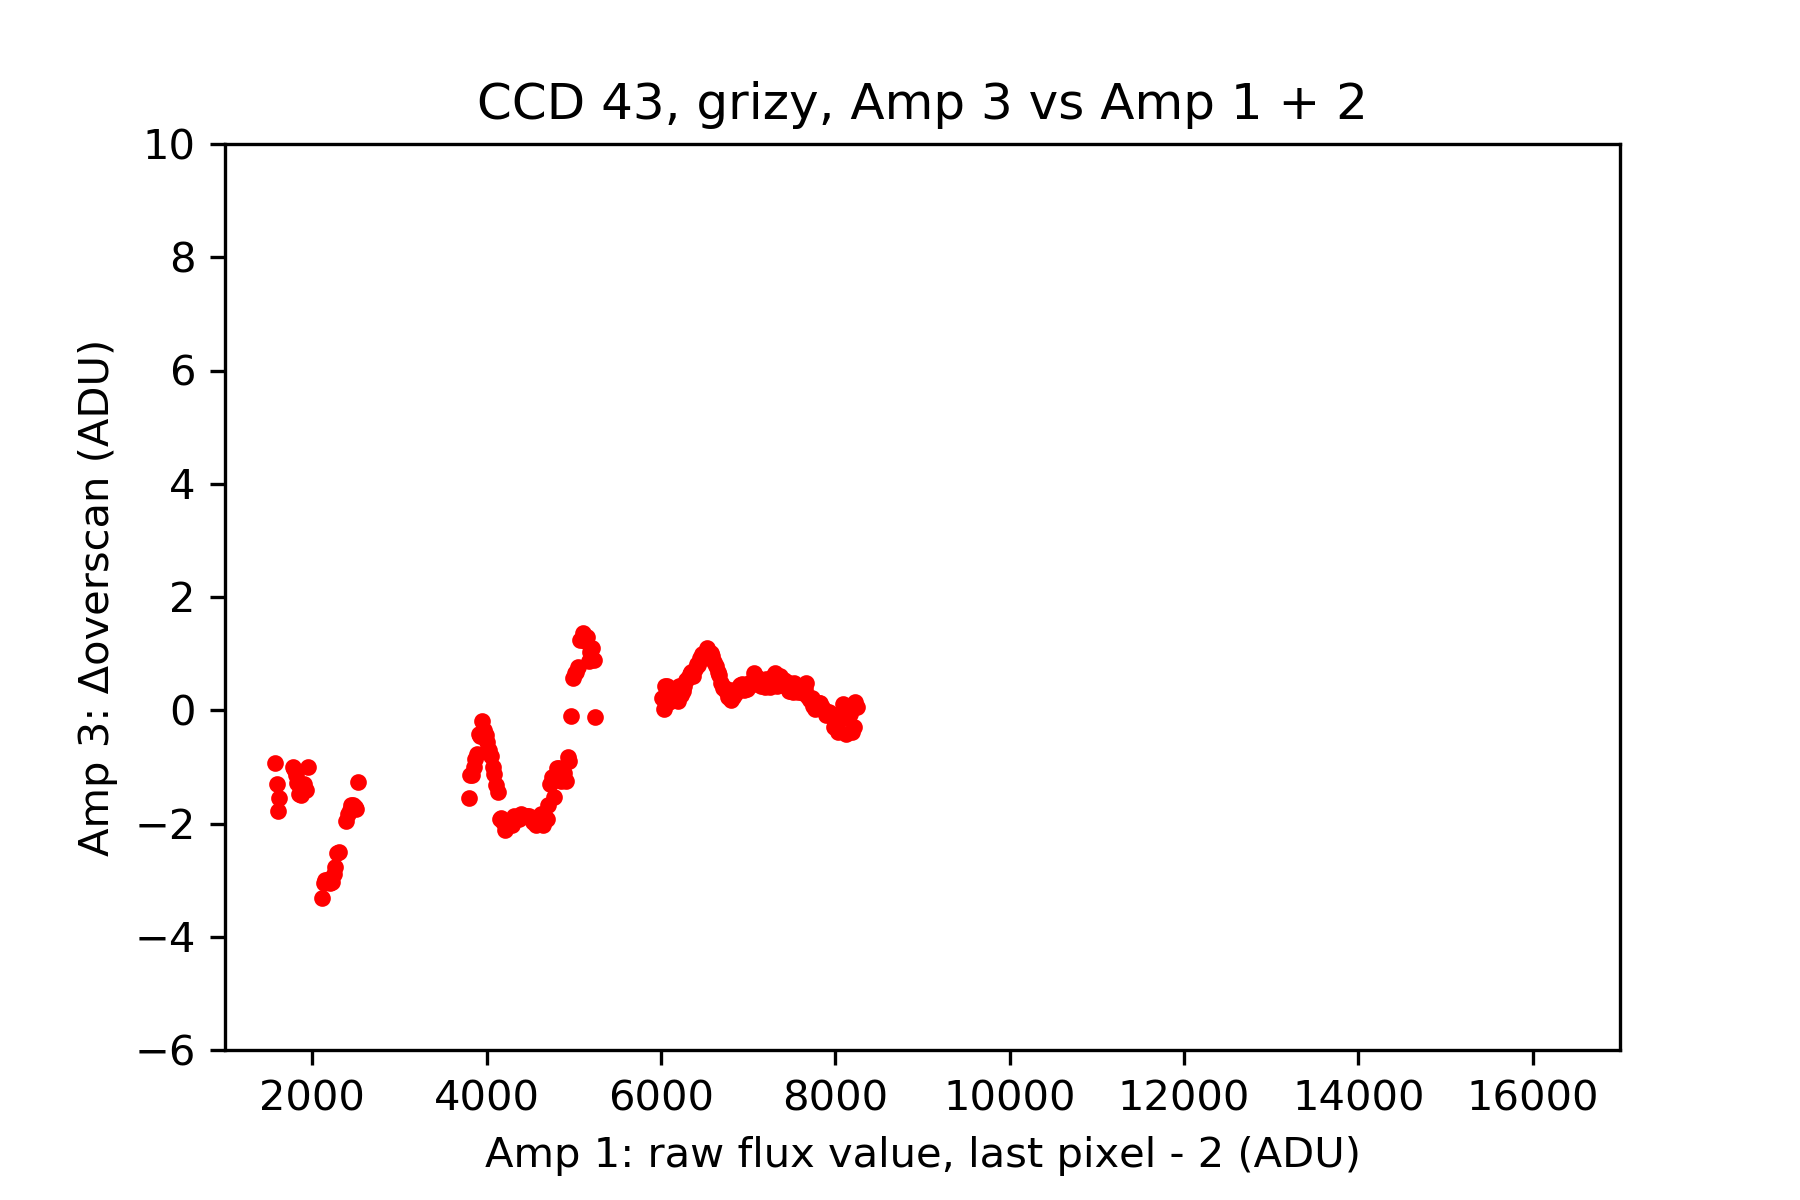 CCD 43, grizy, Amp 3 vs Amp 1 + 2
10
8
6
4
2
0
−2
−4
−6
Amp 3: Δoverscan (ADU)
2000 4000 6000 8000 10000 12000 14000 16000
Amp 1: raw flux value, last pixel - 2 (ADU)